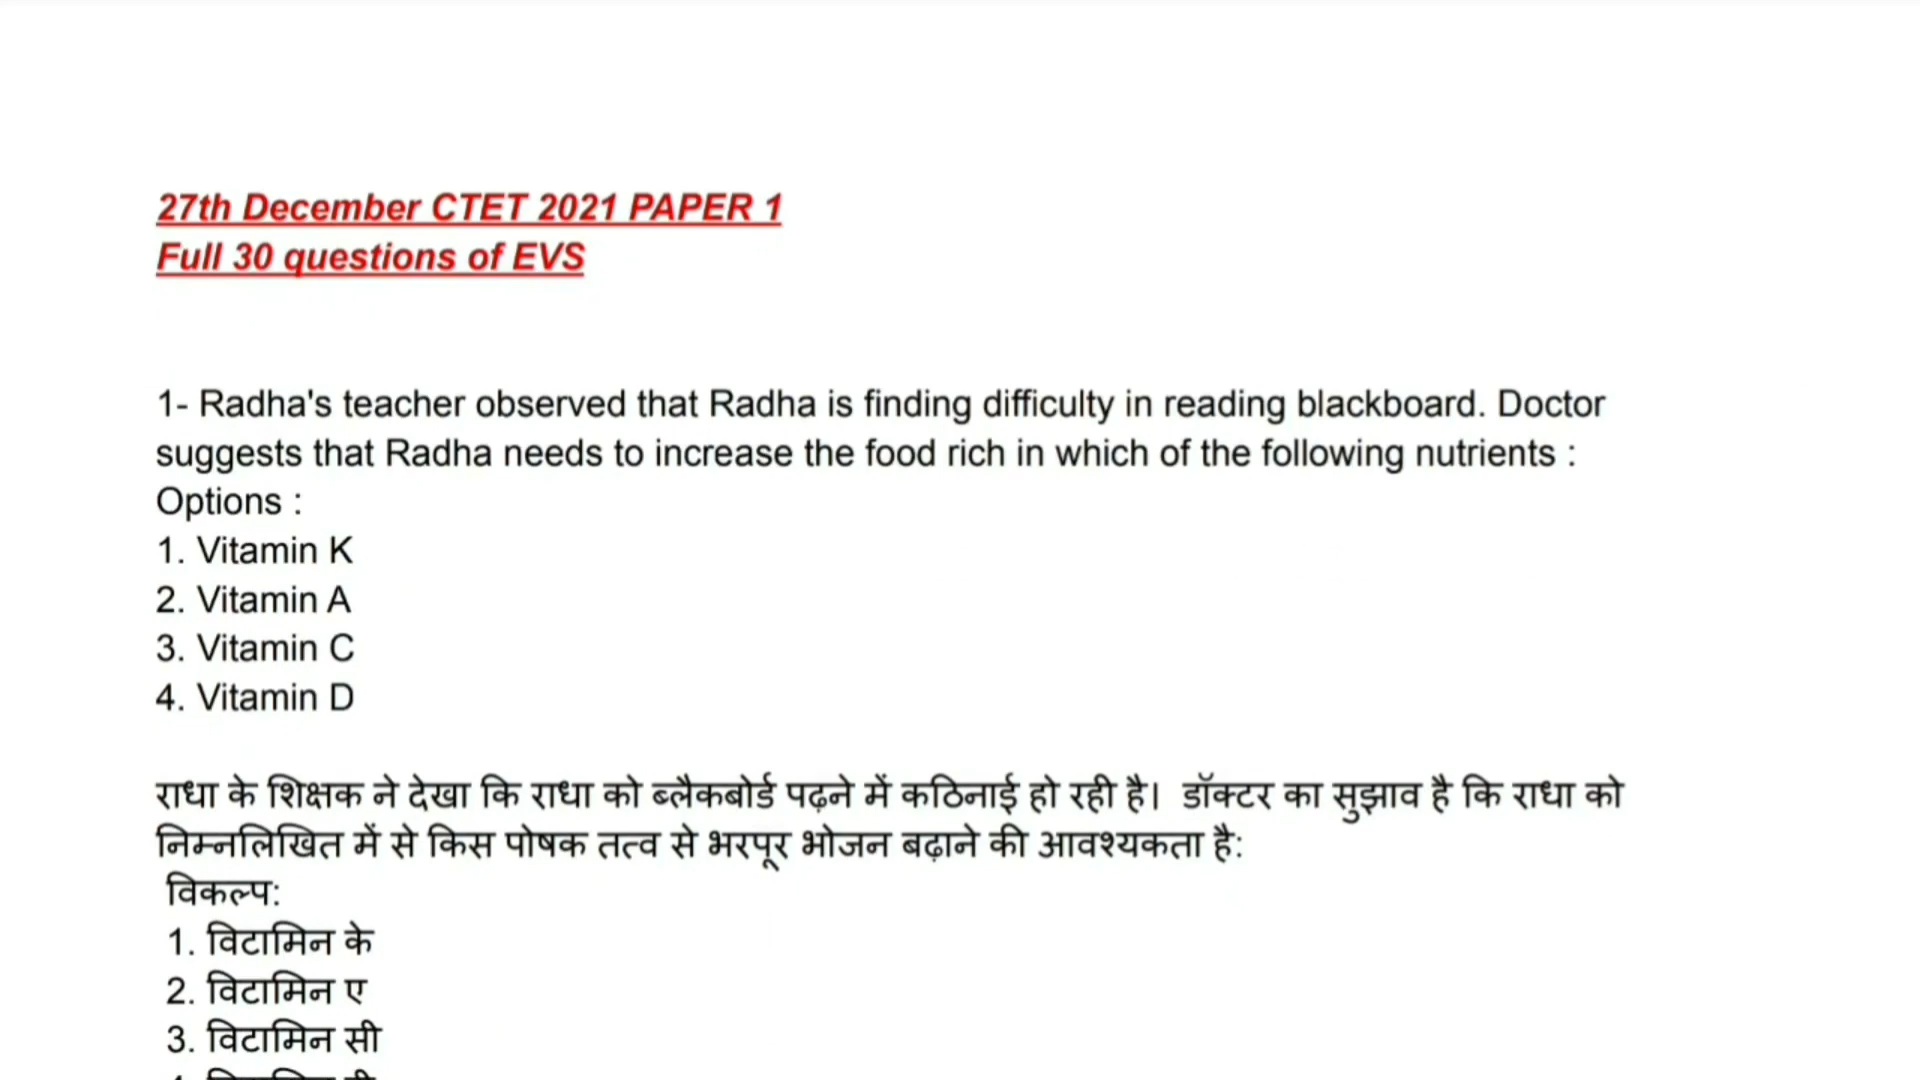 27th December CTET 2021 PAPER 1
Full 30 questions of EVS
1- Radha's teacher observed that Radha is finding difficulty in reading blackboard. Doctor
suggests that Radha needs to increase the food rich in which of the following nutrients :
Options :
1. Vitamin K
2. Vitamin A
3. Vitamin C
4. Vitamin D
राधा के शिक्षक ने देखा कि राधा को ब्लैकबोर्ड पढ़ने में कठिनाई हो रही है। डॉक्टर का सुझाव है कि राधा को
निम्नलिखित में से किस पोषक तत्व से भरपूर भोजन बढ़ाने की आवश्यकता है:
विकल्प:
1. विटामिन के
2. विटामिन ए
3. विटामिन सी